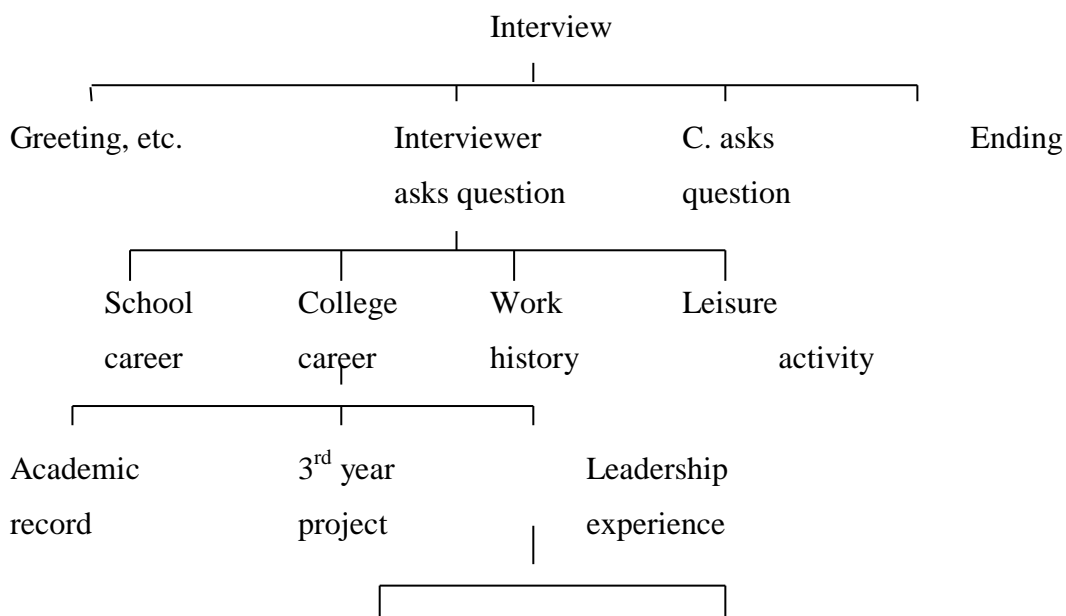 Interview
Greeting, etc. Interviewer C. asks Ending
asks question question
School College Work Leisure
career career history activity
Academic 3rd year Leadership
record project experience